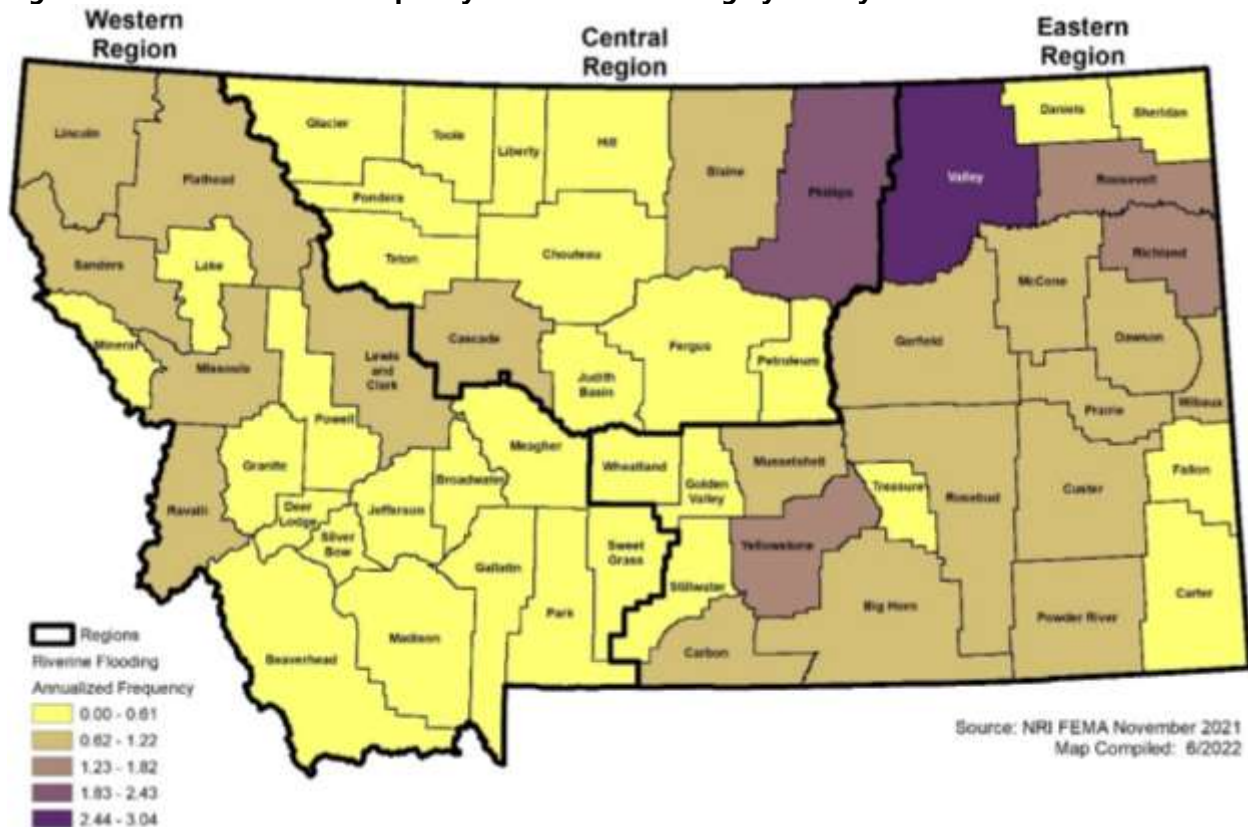 Western
Region
Central
Region
Eastern
Region
Lincoln
Flathead
Glacier
Toole
Liberty
Hill
Blaine
Phillips
Valley
Daniels
Sheridan
Roosevelt
Pondera
Teton
Chouteau
Sanders
Lake
Richland
McCone
Mineral
Missoula
Lewis
and
Clark
Cascade
Judith
Basin
Fergus
Petroleum
Garfield
Dawson
Wibaux
Prairie
Powell
Granite
Meagher
Wheatland
Golden
Valley
Musselshell
Treasure
Rosebud
Custer
Fallon
Ravalli
Deer
Lodge
Silver
Bow
Jefferson
Broadwater
Gallatin
Sweet
Grass
Yellowstone
Stillwater
Park
Big Horn
Powder River
Carter
Carbon
Madison
Beaverhead
Regions
Riverine Flooding
Annualized Frequency
0.00 - 0.61
0.62 - 1.22
1.23 - 1.82
1.83 - 2.43
2.44 - 3.04
Source: NRI FEMA November 2021
Map Compiled: 6/2022